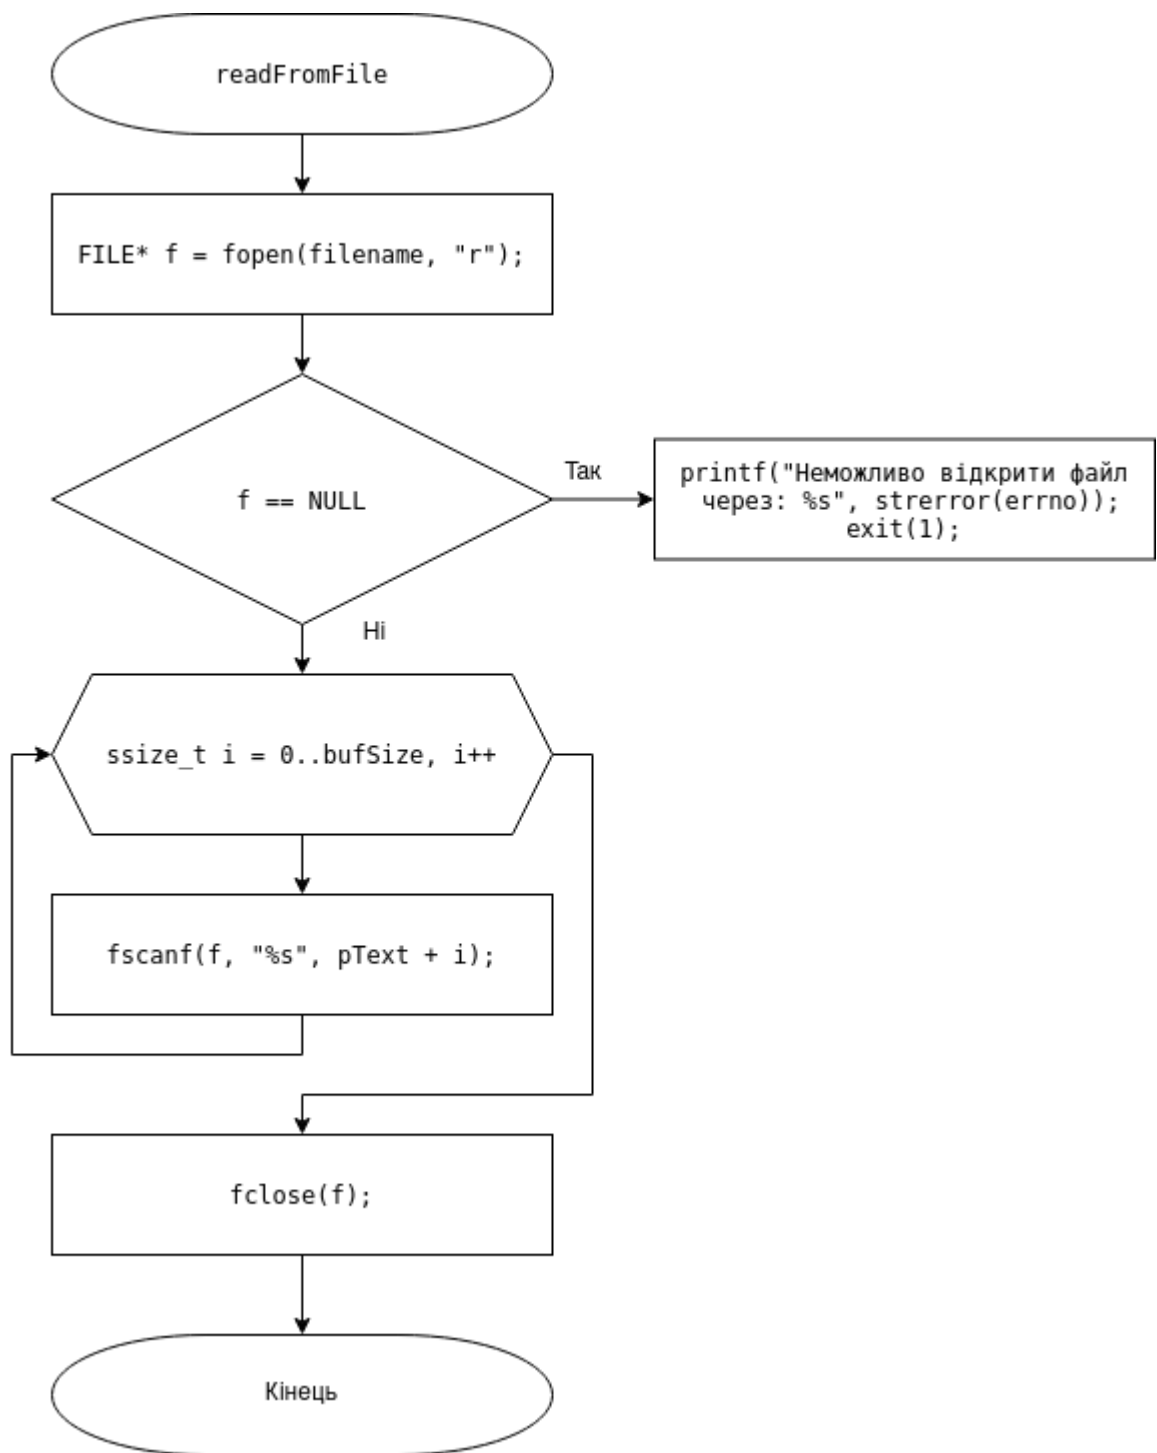 readFromFile
FILE* f = fopen(filename, "r");
f == NULL
Так
printf("Неможливо відкрити файл
через: %s", strerror(errno));
exit(1);
Ні
ssize_t i = 0..bufSize, i++
fscanf(f, "%s", pText + i);
fclose(f);
Кінець